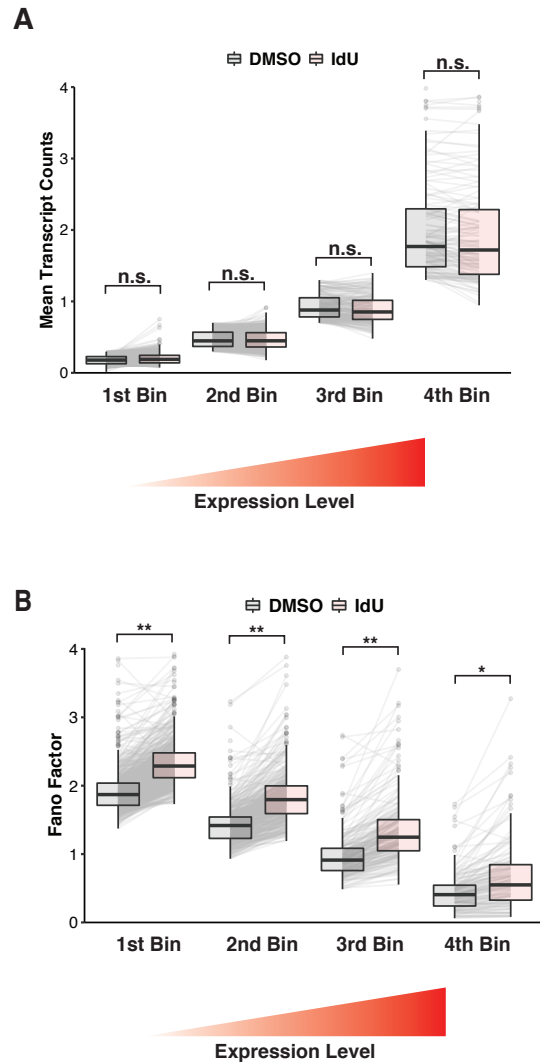 A
DMSO IdU
n.s.
4
3
2
1
0
Mean Transcript Counts
n.s.
n.s.
n.s.
1st Bin 2nd Bin 3rd Bin 4th Bin
Expression Level
B
DMSO IdU
** ** ** *
4
3
2
1
0
Fano Factor
1st Bin 2nd Bin 3rd Bin 4th Bin
Expression Level